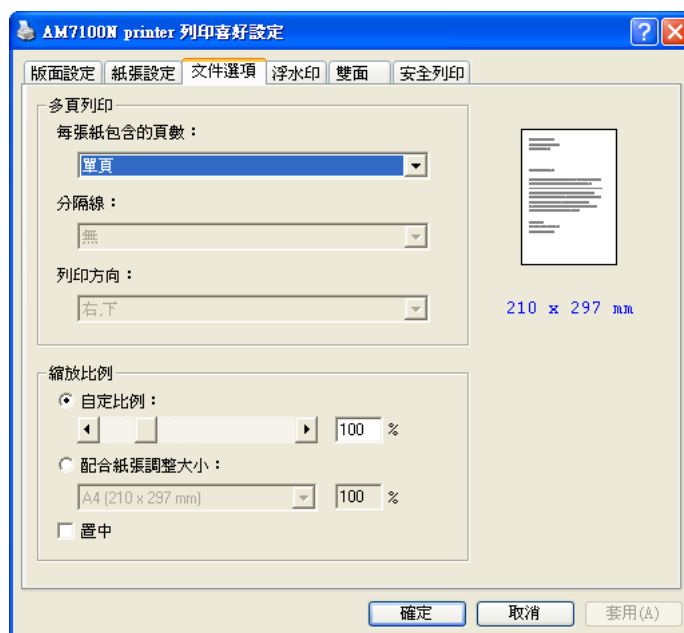 AM7100N printer 列印喜好設定
版面設定 紙張設定 文件選項 浮水印 雙面 安全列印
多頁列印
每張紙包含的頁數：
單頁
分隔線：
無
列印方向：
右,下
210 x 297 mm
縮放比例
自定比例：
100 %
配合紙張調整大小：
A4 (210 x 297 mm) 100 %
置中
確定 取消 套用(A)